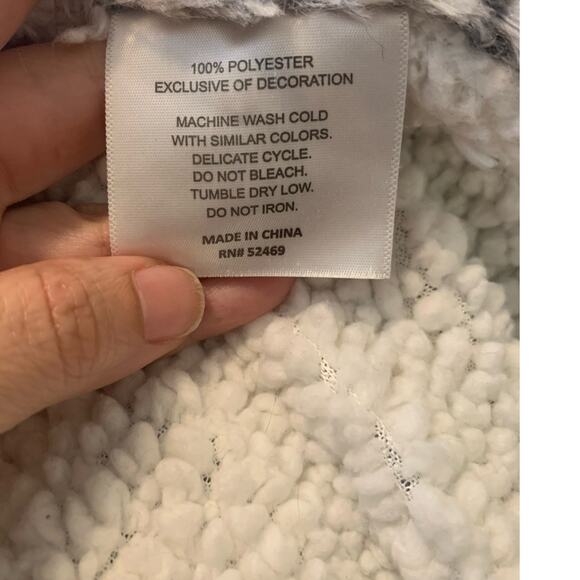 100% POLYESTER
EXCLUSIVE OF DECORATION
MACHINE WASH COLD
WITH SIMILAR COLORS.
DELICATE CYCLE.
DO NOT BLEACH.
TUMBLE DRY LOW.
DO NOT IRON.
MADE IN CHINA
RN# 52469